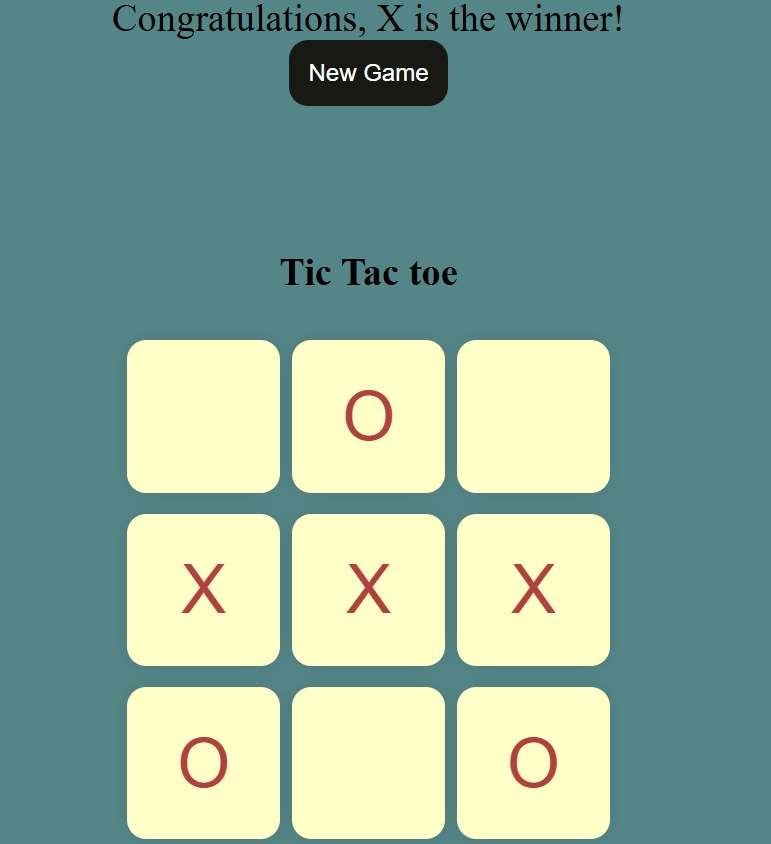 Congratulations, X is the winner!
New Game
Tic Tac toe
O
X X X
O O